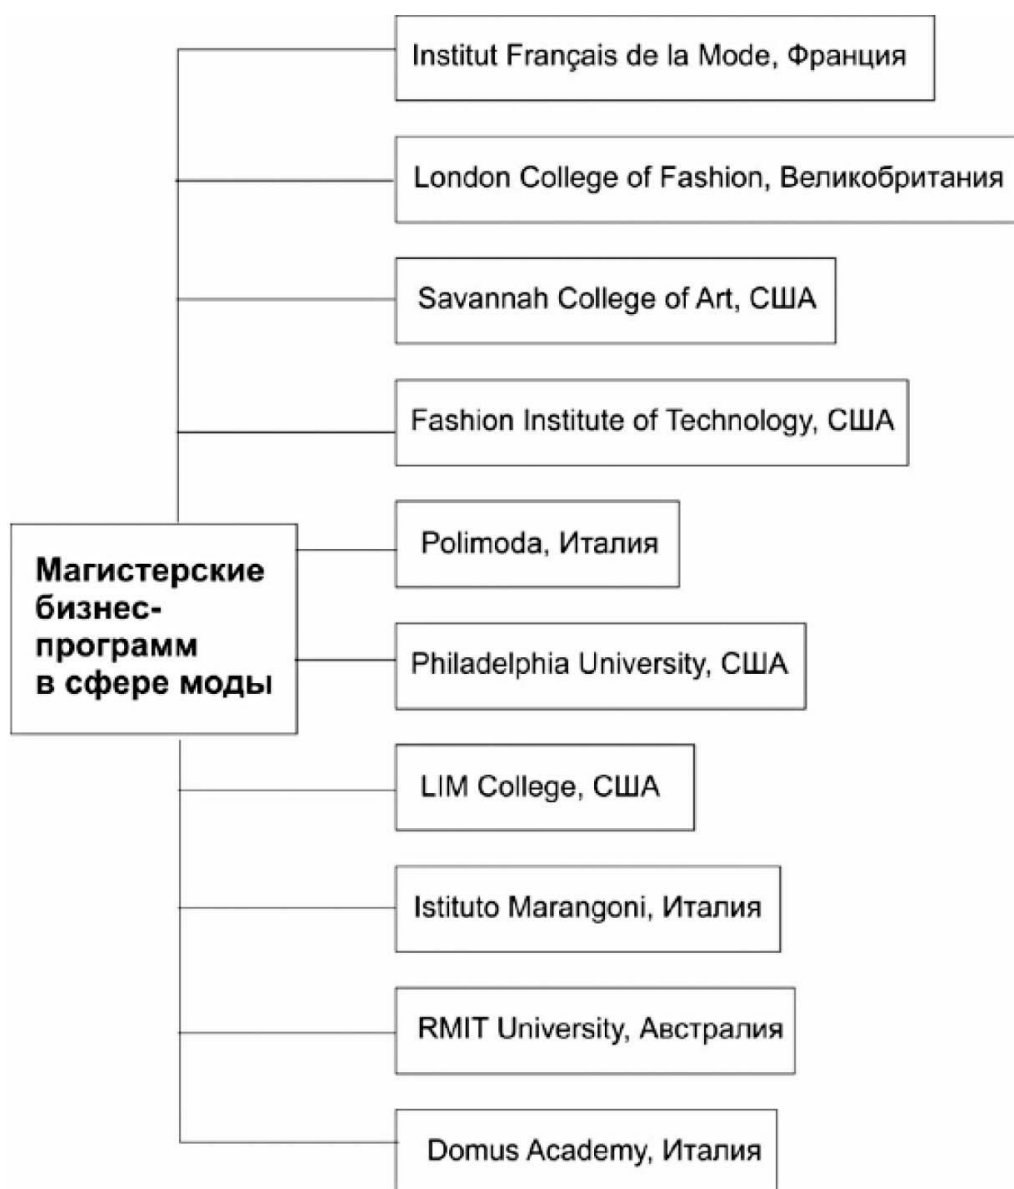 Institut Français de la Mode, Франция
London College of Fashion, Великобритания
Savannah College of Art, США
Fashion Institute of Technology, США
Polimoda, Италия
Магистерские
бизнес-
программ
в сфере моды
Philadelphia University, США
LIM College, США
Istituto Marangoni, Италия
RMIT University, Австралия
Domus Academy, Италия